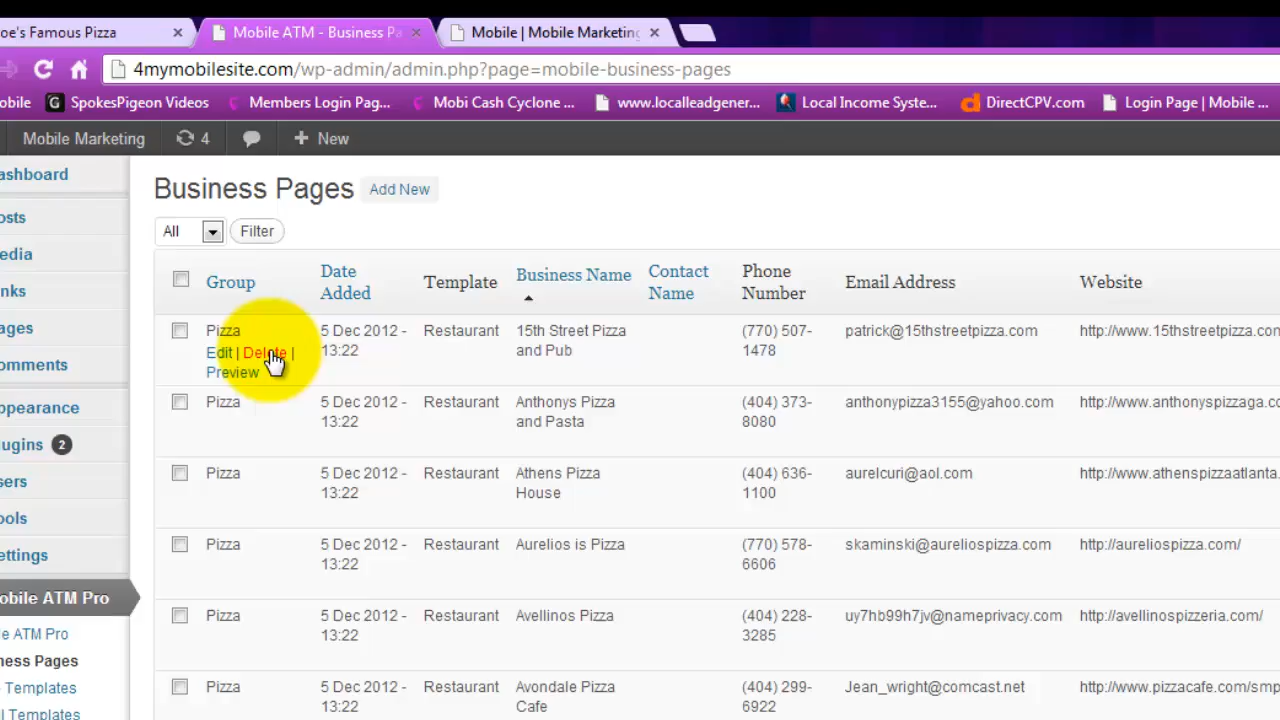 oe's Famous Pizza
Mobile ATM - Business Pa
Mobile | Mobile Marketing
4mymobilesite.com/wp-admin/admin.php?page=mobile-business-pages
obile
SpokesPigeon Videos
Members Login Pag...
Mobi Cash Cyclone ...
www.localleadgener...
Local Income Syste...
DirectCPV.com
Login Page | Mobile ...
Mobile Marketing
4
+ New
ashboard
osts
edia
nks
ages
omments
ppearance
lugins 2
sers
ools
ettings
obile ATM Pro
e ATM Pro
ness Pages
Templates
l Templates
Business Pages
Add New
All
Filter
Group
Date
Added
Template
Business Name
Contact
Name
Phone
Number
Email Address
Website
Pizza
Edit | Delete |
Preview
5 Dec 2012 -
13:22
Restaurant
15th Street Pizza
and Pub
(770) 507-
1478
patrick@15thstreetpizza.com
http://www.15thstreetpizza.com
Pizza
5 Dec 2012 -
13:22
Restaurant
Anthonys Pizza
and Pasta
(404) 373-
8080
anthonypizza3155@yahoo.com
http://www.anthonyspizzaga.co
Pizza
5 Dec 2012 -
13:22
Restaurant
Athens Pizza
House
(404) 636-
1100
aurelcuri@aol.com
http://www.athenspizzaatlanta.
Pizza
5 Dec 2012 -
13:22
Restaurant
Aurelios is Pizza
(770) 578-
6606
skaminski@aureliospizza.com
http://aureliospizza.com/
Pizza
5 Dec 2012 -
13:22
Restaurant
Avellinos Pizza
(404) 228-
3285
uy7hb99h7jv@nameprivacy.com
http://avellinospizzeria.com/
Pizza
5 Dec 2012 -
13:22
Restaurant
Avondale Pizza
Cafe
(404) 299-
6922
Jean_wright@comcast.net
http://www.pizzacafe.com/smp